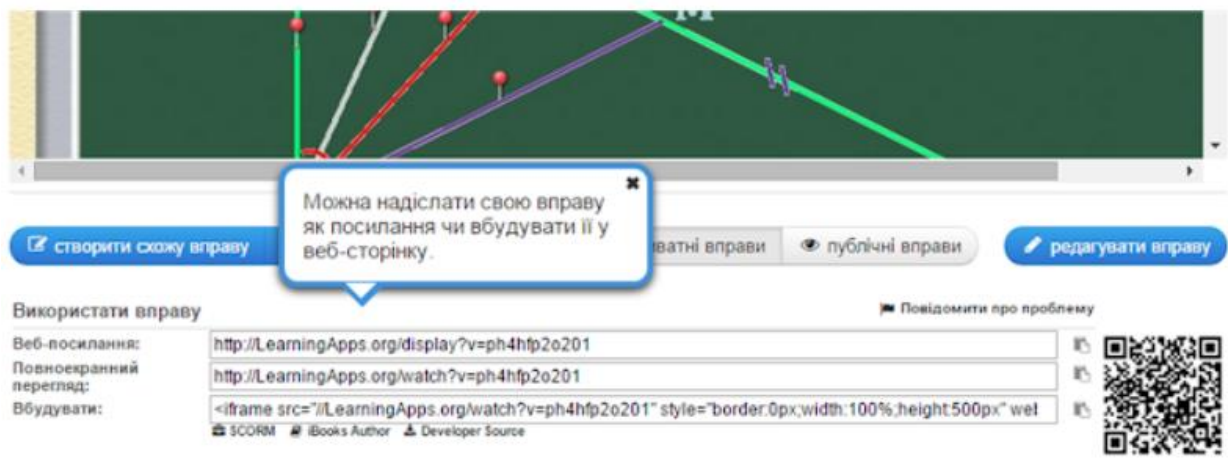 M
Можна надіслати свою вправу
як посилання чи вбудувати її у
веб-сторінку.
створити схожу вправу
ватні вправи
публічні вправи
редагувати вправу
Використати вправу
Повідомити про проблему
Веб-посилання:
http://LearningApps.org/display?v=ph4hfp2o201
Повноекранний
перегляд:
http://LearningApps.org/watch?v=ph4hfp2o201
Вбудувати:
<iframe src="//LearningApps.org/watch?v=ph4hfp2o201" style="border:0px;width:100%;height:500px" wel
SCORM iBooks Author Developer Source